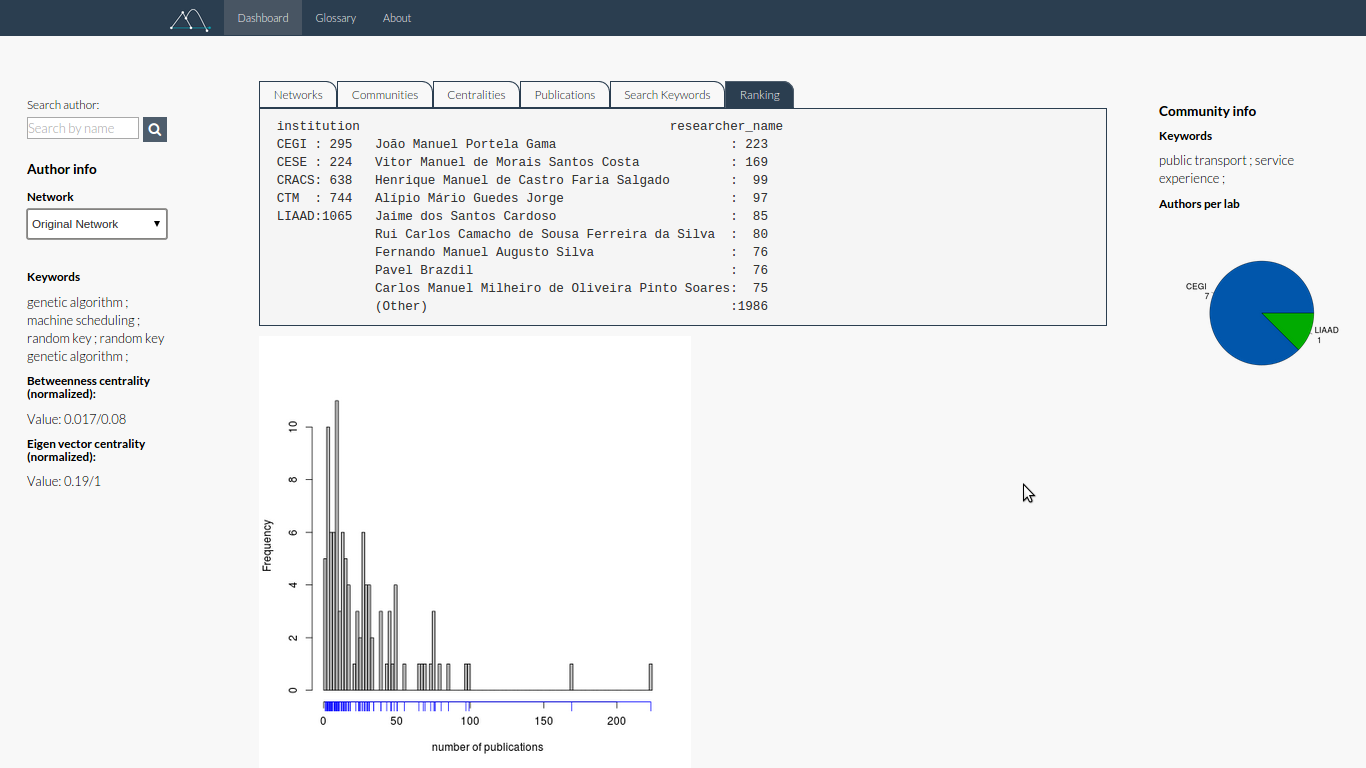 Dashboard Glossary About
Search author:
Search by name
Author info
Network
Original Network
Keywords
genetic algorithm ;
machine scheduling ;
random key ; random key
genetic algorithm ;
Betweenness centrality
(normalized):
Value: 0.017/0.08
Eigen vector centrality
(normalized):
Value: 0.19/1
Networks Communities Centralities Publications Search Keywords Ranking
institution researcher_name
CEGI : 295 João Manuel Portela Gama : 223
CESE : 224 Vitor Manuel de Morais Santos Costa : 169
CRACS: 638 Henrique Manuel de Castro Faria Salgado : 99
CTM : 744 Alípio Mário Guedes Jorge : 97
LIAAD:1065 Jaime dos Santos Cardoso : 85
Rui Carlos Camacho de Sousa Ferreira da Silva : 80
Fernando Manuel Augusto Silva : 76
Pavel Brazdil : 76
Carlos Manuel Milheiro de Oliveira Pinto Soares: 75
(Other) :1986
Frequency
10
8
6
4
2
0
0 50 100 150 200
number of publications
Community info
Keywords
public transport ; service
experience ;
Authors per lab
CEGI
7
LIAAD
1